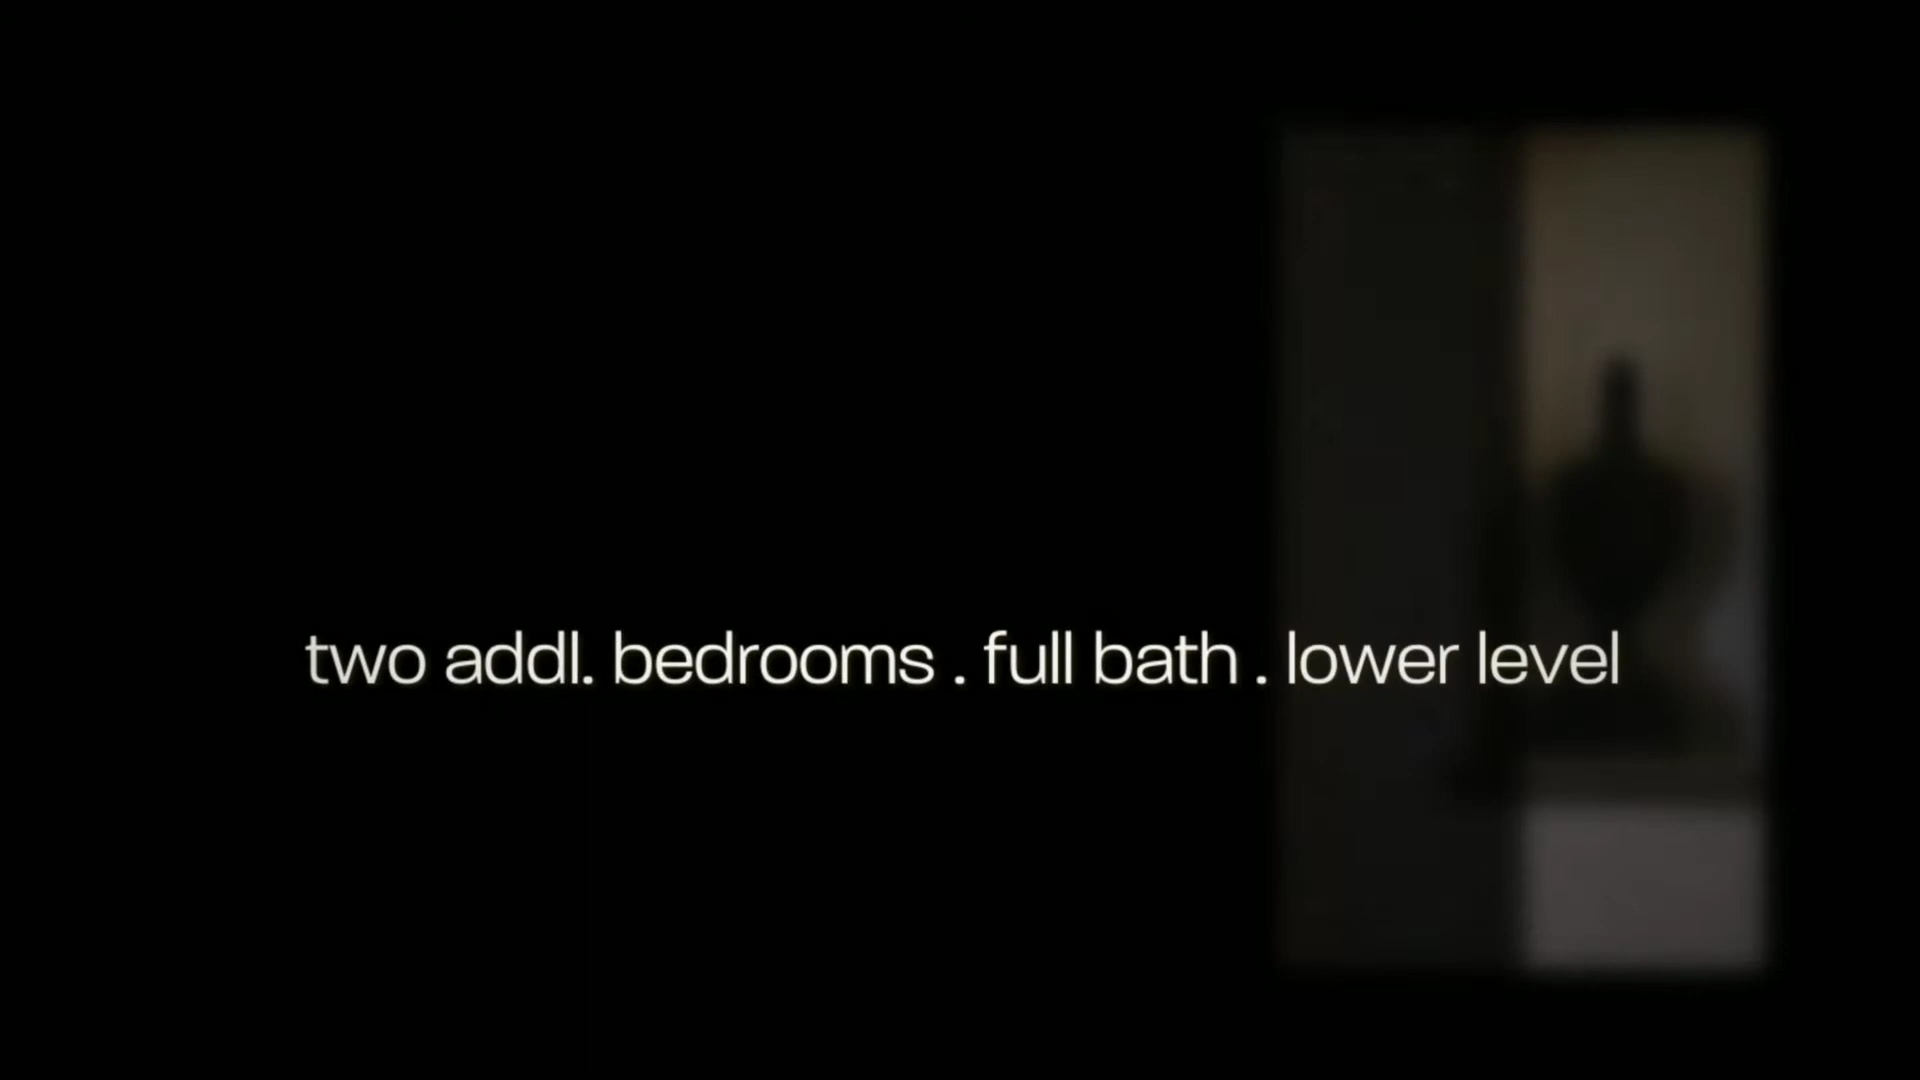 two addl. bedrooms . full bath . lower level